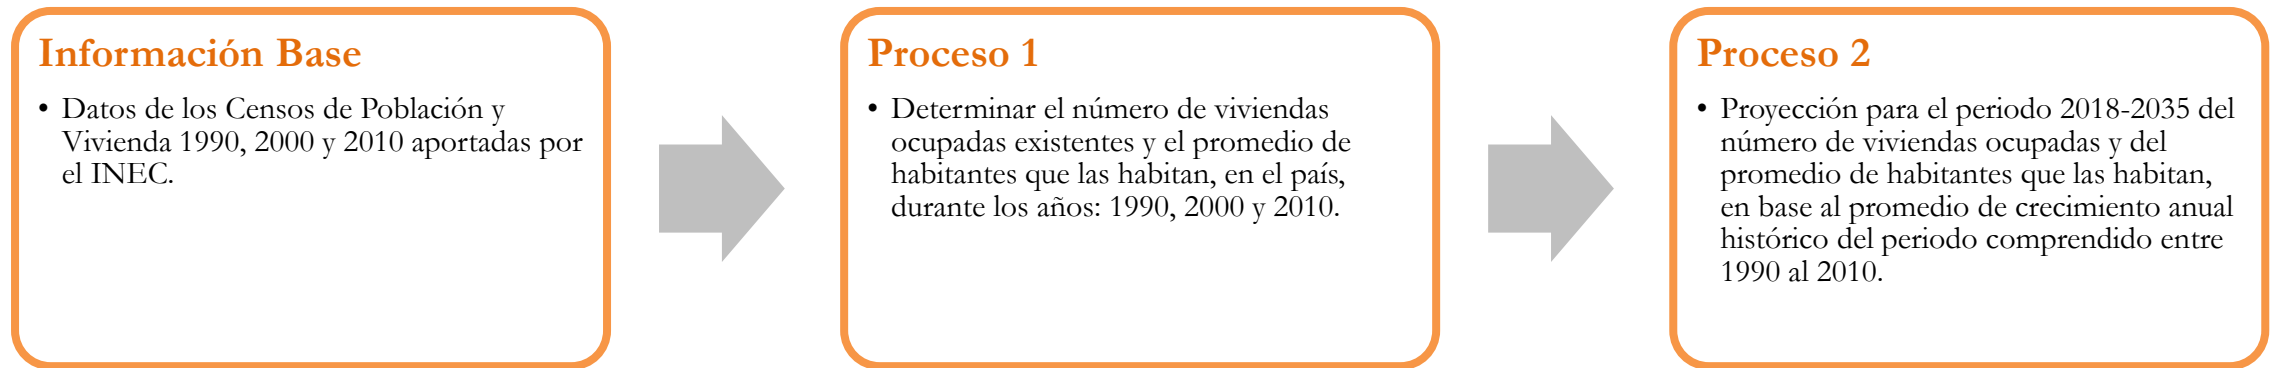 Información Base
• Datos de los Censos de Población y
Vivienda 1990, 2000 y 2010 aportadas por
el INEC.
Proceso 1
• Determinar el número de viviendas
ocupadas existentes y el promedio de
habitantes que las habitan, en el país,
durante los años: 1990, 2000 y 2010.
Proceso 2
• Proyección para el periodo 2018-2035 del
número de viviendas ocupadas y del
promedio de habitantes que las habitan,
en base al promedio de crecimiento anual
histórico del periodo comprendido entre
1990 al 2010.